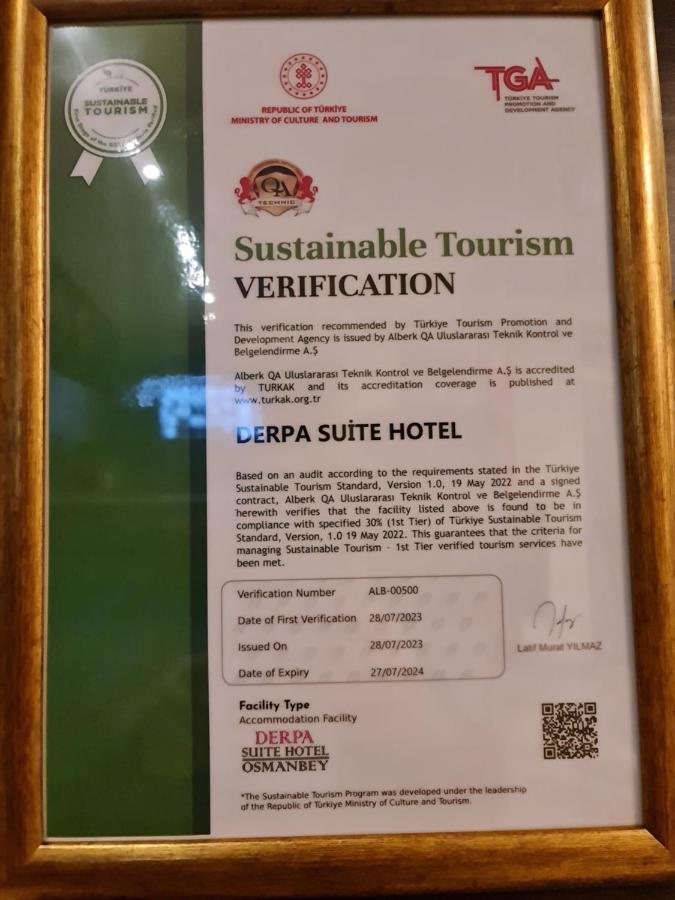 TÜRKİYE
SUSTAINABLE
TOURISM
REPUBLIC OF TÜRKİYE
MINISTRY OF CULTURE AND TOURISM
TGA
TÜRKİYE TOURISM
PROMOTION AND
DEVELOPMENT AGENCY
QA
TECHNIC
Sustainable Tourism
VERIFICATION
This verification recommended by Türkiye Tourism Promotion and
Development Agency is issued by Alberk QA Uluslararası Teknik Kontrol ve
Belgelendirme A.Ş
Alberk QA Uluslararası Teknik Kontrol ve Belgelendirme A.Ş is accredited
by TURKAK and its accreditation coverage is published at
www.turkak.org.tr
DERPA SUİTE HOTEL
Based on an audit according to the requirements stated in the Türkiye
Sustainable Tourism Standard, Version 1.0, 19 May 2022 and a signed
contract, Alberk QA Uluslararası Teknik Kontrol ve Belgelendirme A.Ş
herewith verifies that the facility listed above is found to be in
compliance with specified 30% (1st Tier) of Türkiye Sustainable Tourism
Standard, Version, 1.0 19 May 2022. This guarantees that the criteria for
managing Sustainable Tourism - 1st Tier verified tourism services have
been met.
Verification Number ALB-00500
Date of First Verification 28/07/2023
Issued On 28/07/2023
Date of Expiry 27/07/2024
Latif Murat YILMAZ
Facility Type
Accommodation Facility
DERPA
SUITE HOTEL
OSMANBEY
*The Sustainable Tourism Program was developed under the leadership
of the Republic of Türkiye Ministry of Culture and Tourism.